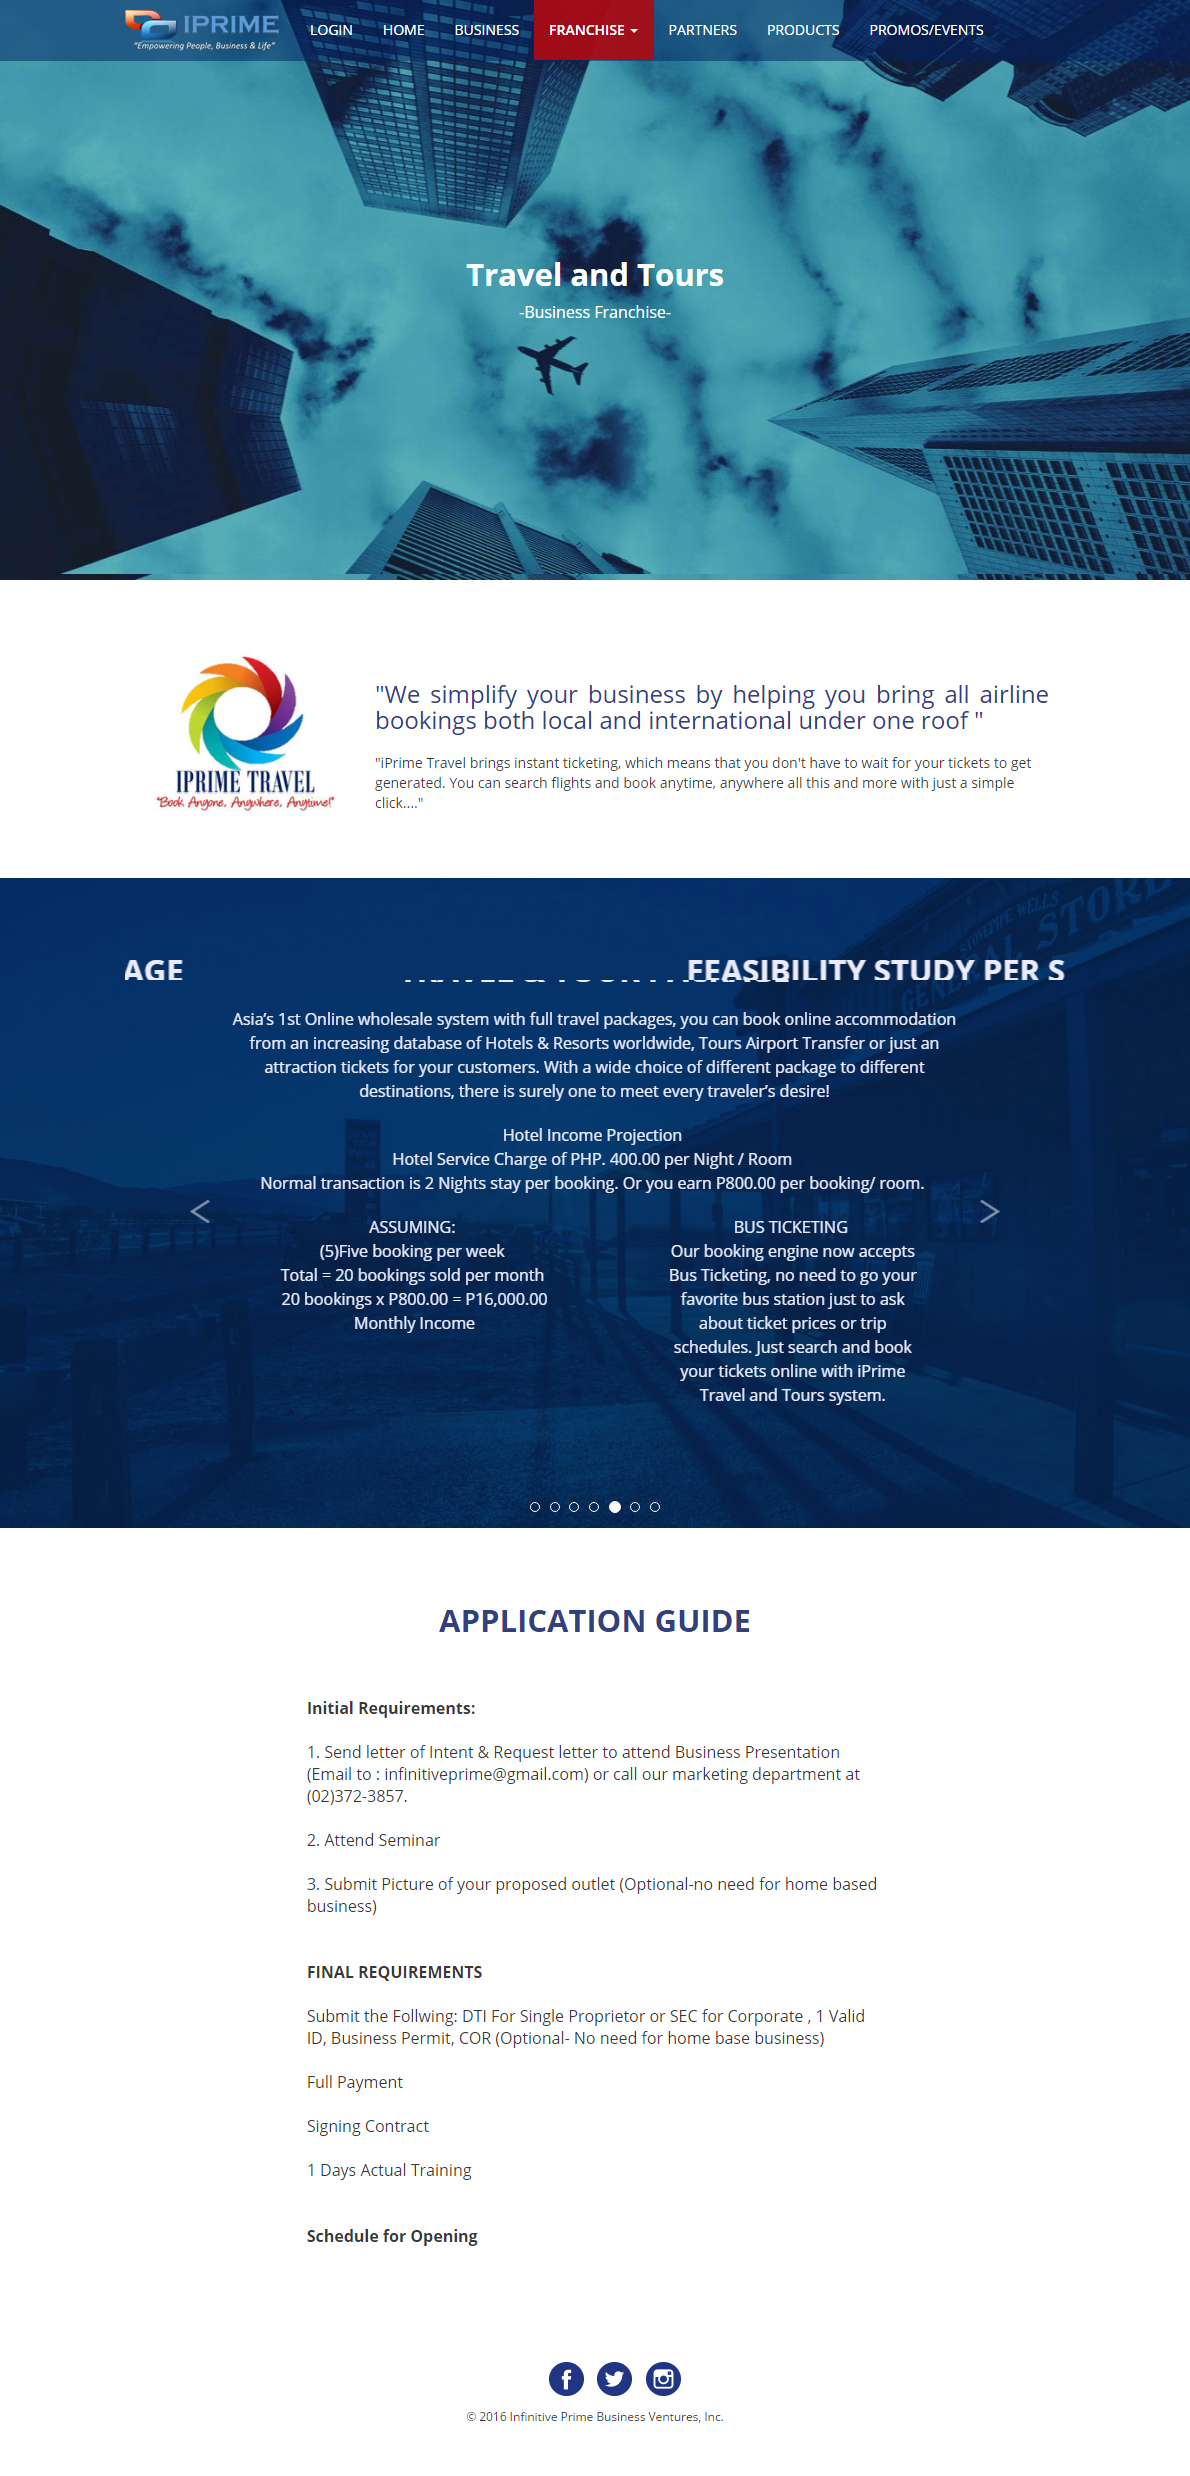 IPRIME
"Empowering People, Business & Life"
LOGIN HOME BUSINESS FRANCHISE PARTNERS PRODUCTS PROMOS/EVENTS
Travel and Tours
-Business Franchise-
IPRIME TRAVEL
"Book Anyone, Anywhere, Anytime!"
"We simplify your business by helping you bring all airline
bookings both local and international under one roof "
"iPrime Travel brings instant ticketing, which means that you don't have to wait for your tickets to get
generated. You can search flights and book anytime, anywhere all this and more with just a simple
click...."
STOVEPIPE WELLS
GENERAL STORE
AGE
TRAVEL & TOUR PACKAGE
FEASIBILITY STUDY PER S
Asia’s 1st Online wholesale system with full travel packages, you can book online accommodation
from an increasing database of Hotels & Resorts worldwide, Tours Airport Transfer or just an
attraction tickets for your customers. With a wide choice of different package to different
destinations, there is surely one to meet every traveler’s desire!
Hotel Income Projection
Hotel Service Charge of PHP. 400.00 per Night / Room
Normal transaction is 2 Nights stay per booking. Or you earn P800.00 per booking/ room.
ASSUMING:
(5)Five booking per week
Total = 20 bookings sold per month
20 bookings x P800.00 = P16,000.00
Monthly Income
BUS TICKETING
Our booking engine now accepts
Bus Ticketing, no need to go your
favorite bus station just to ask
about ticket prices or trip
schedules. Just search and book
your tickets online with iPrime
Travel and Tours system.
APPLICATION GUIDE
Initial Requirements:
1. Send letter of Intent & Request letter to attend Business Presentation
(Email to : infinitiveprime@gmail.com) or call our marketing department at
(02)372-3857.
2. Attend Seminar
3. Submit Picture of your proposed outlet (Optional-no need for home based
business)
FINAL REQUIREMENTS
Submit the Follwing: DTI For Single Proprietor or SEC for Corporate , 1 Valid
ID, Business Permit, COR (Optional- No need for home base business)
Full Payment
Signing Contract
1 Days Actual Training
Schedule for Opening
© 2016 Infinitive Prime Business Ventures, Inc.